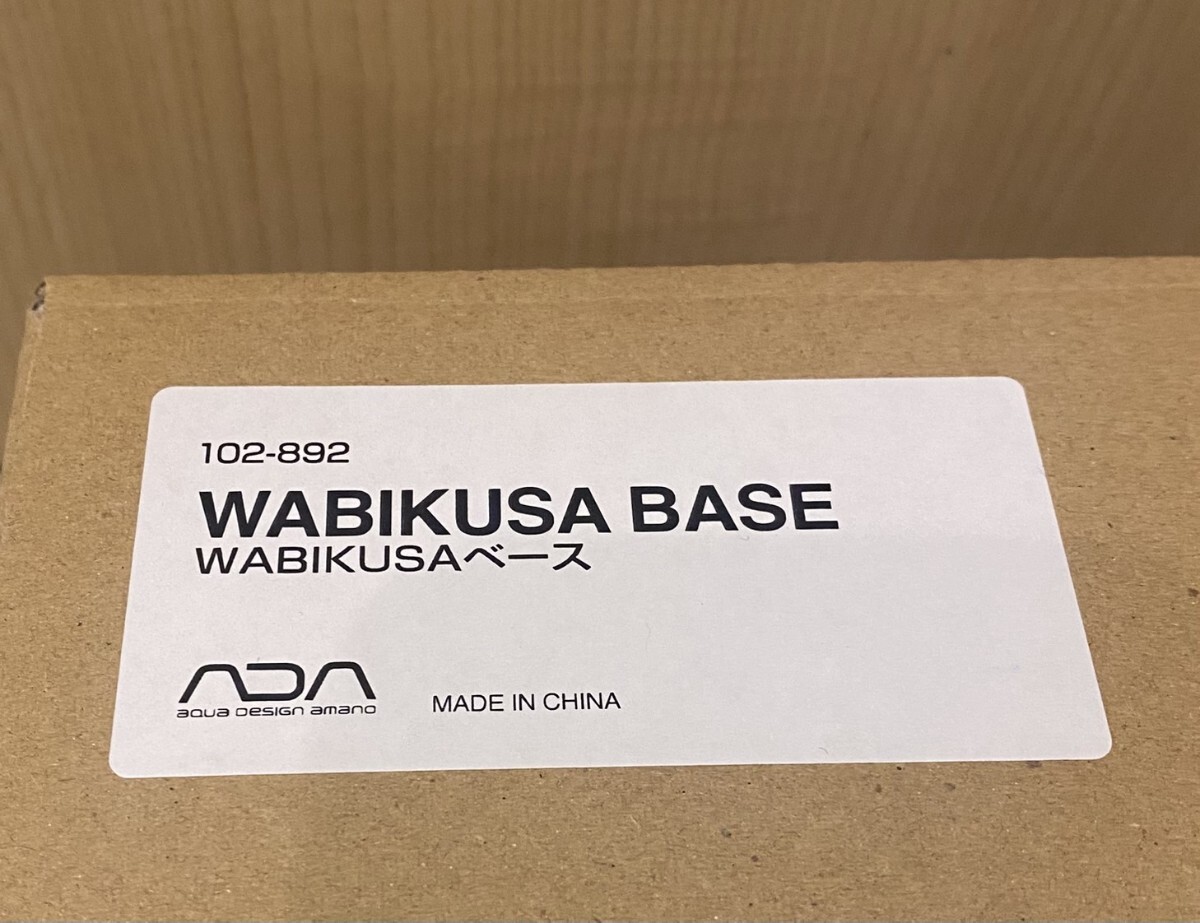 102-892
WABIKUSA BASE
WABIKUSAベース
ADA
aqua design amano
MADE IN CHINA